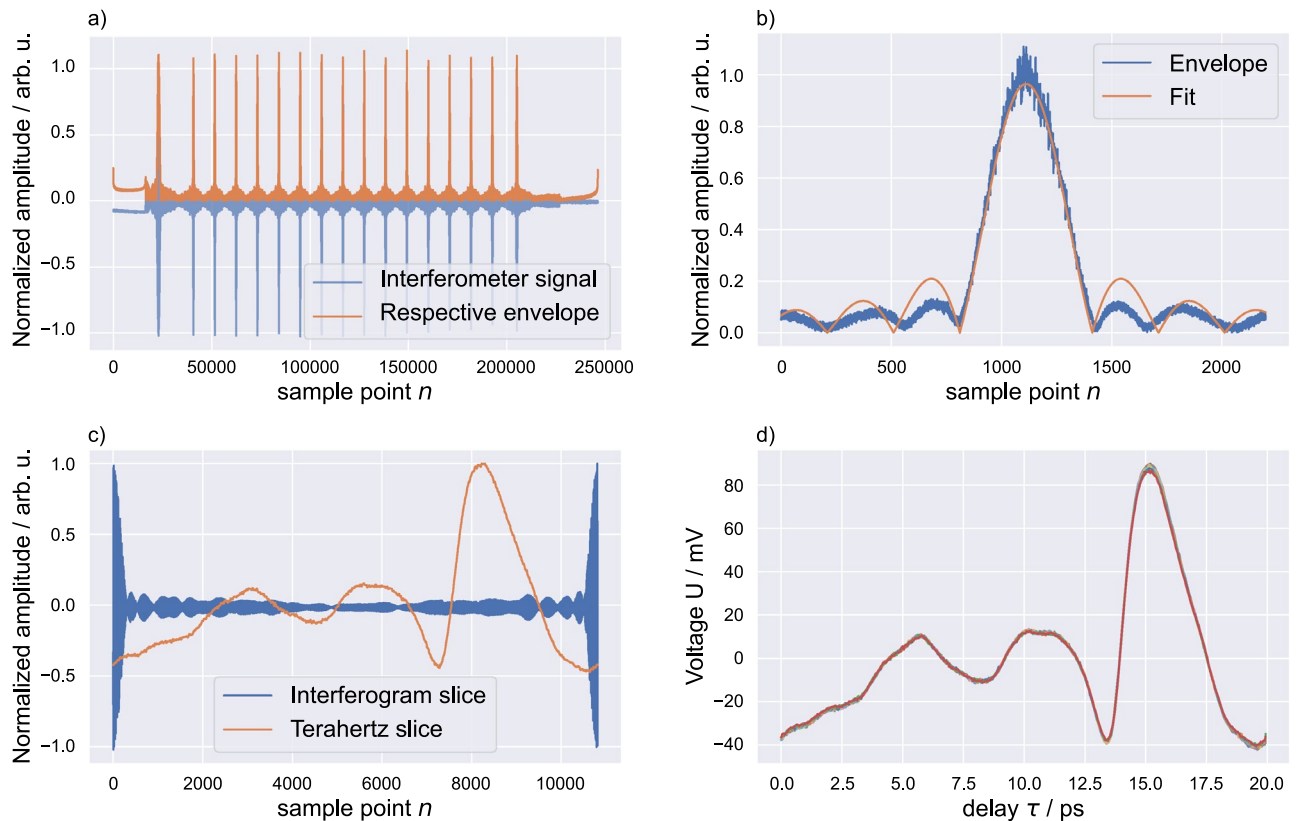 a)
Normalized amplitude / arb. u.
1.0
0.5
0.0
−0.5
−1.0
Interferometer signal
Respective envelope
0 50000 100000 150000 200000 250000
sample point n
b)
Normalized amplitude / arb. u.
1.0
0.8
0.6
0.4
0.2
0.0
Envelope
Fit
0 500 1000 1500 2000
sample point n
c)
Normalized amplitude / arb. u.
1.0
0.5
0.0
−0.5
−1.0
Interferogram slice
Terahertz slice
0 2000 4000 6000 8000 10000
sample point n
d)
Voltage U / mV
80
60
40
20
0
−20
−40
0.0 2.5 5.0 7.5 10.0 12.5 15.0 17.5 20.0
delay τ / ps